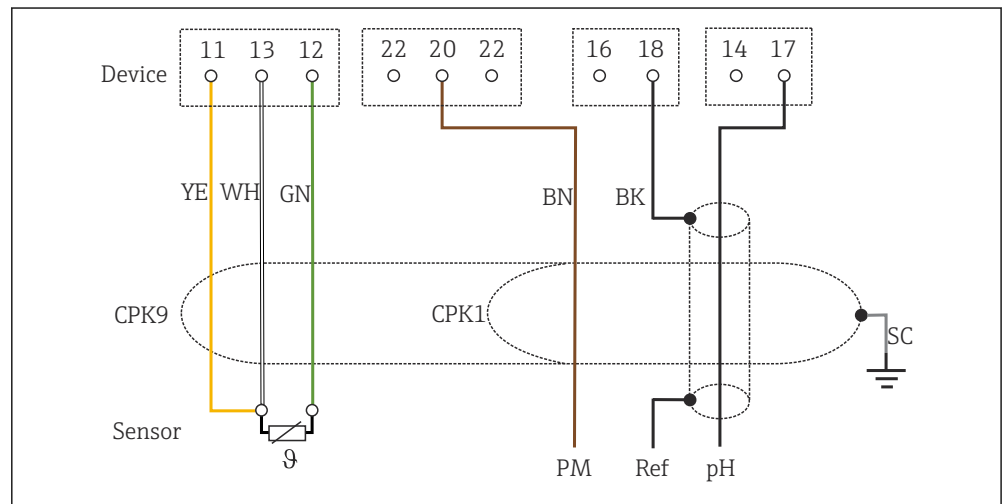 11 13 12 22 20 22 16 18 14 17
Device
YE WH GN BN BK
CPK9 CPK1
SC
Sensor
ϑ PM Ref pH